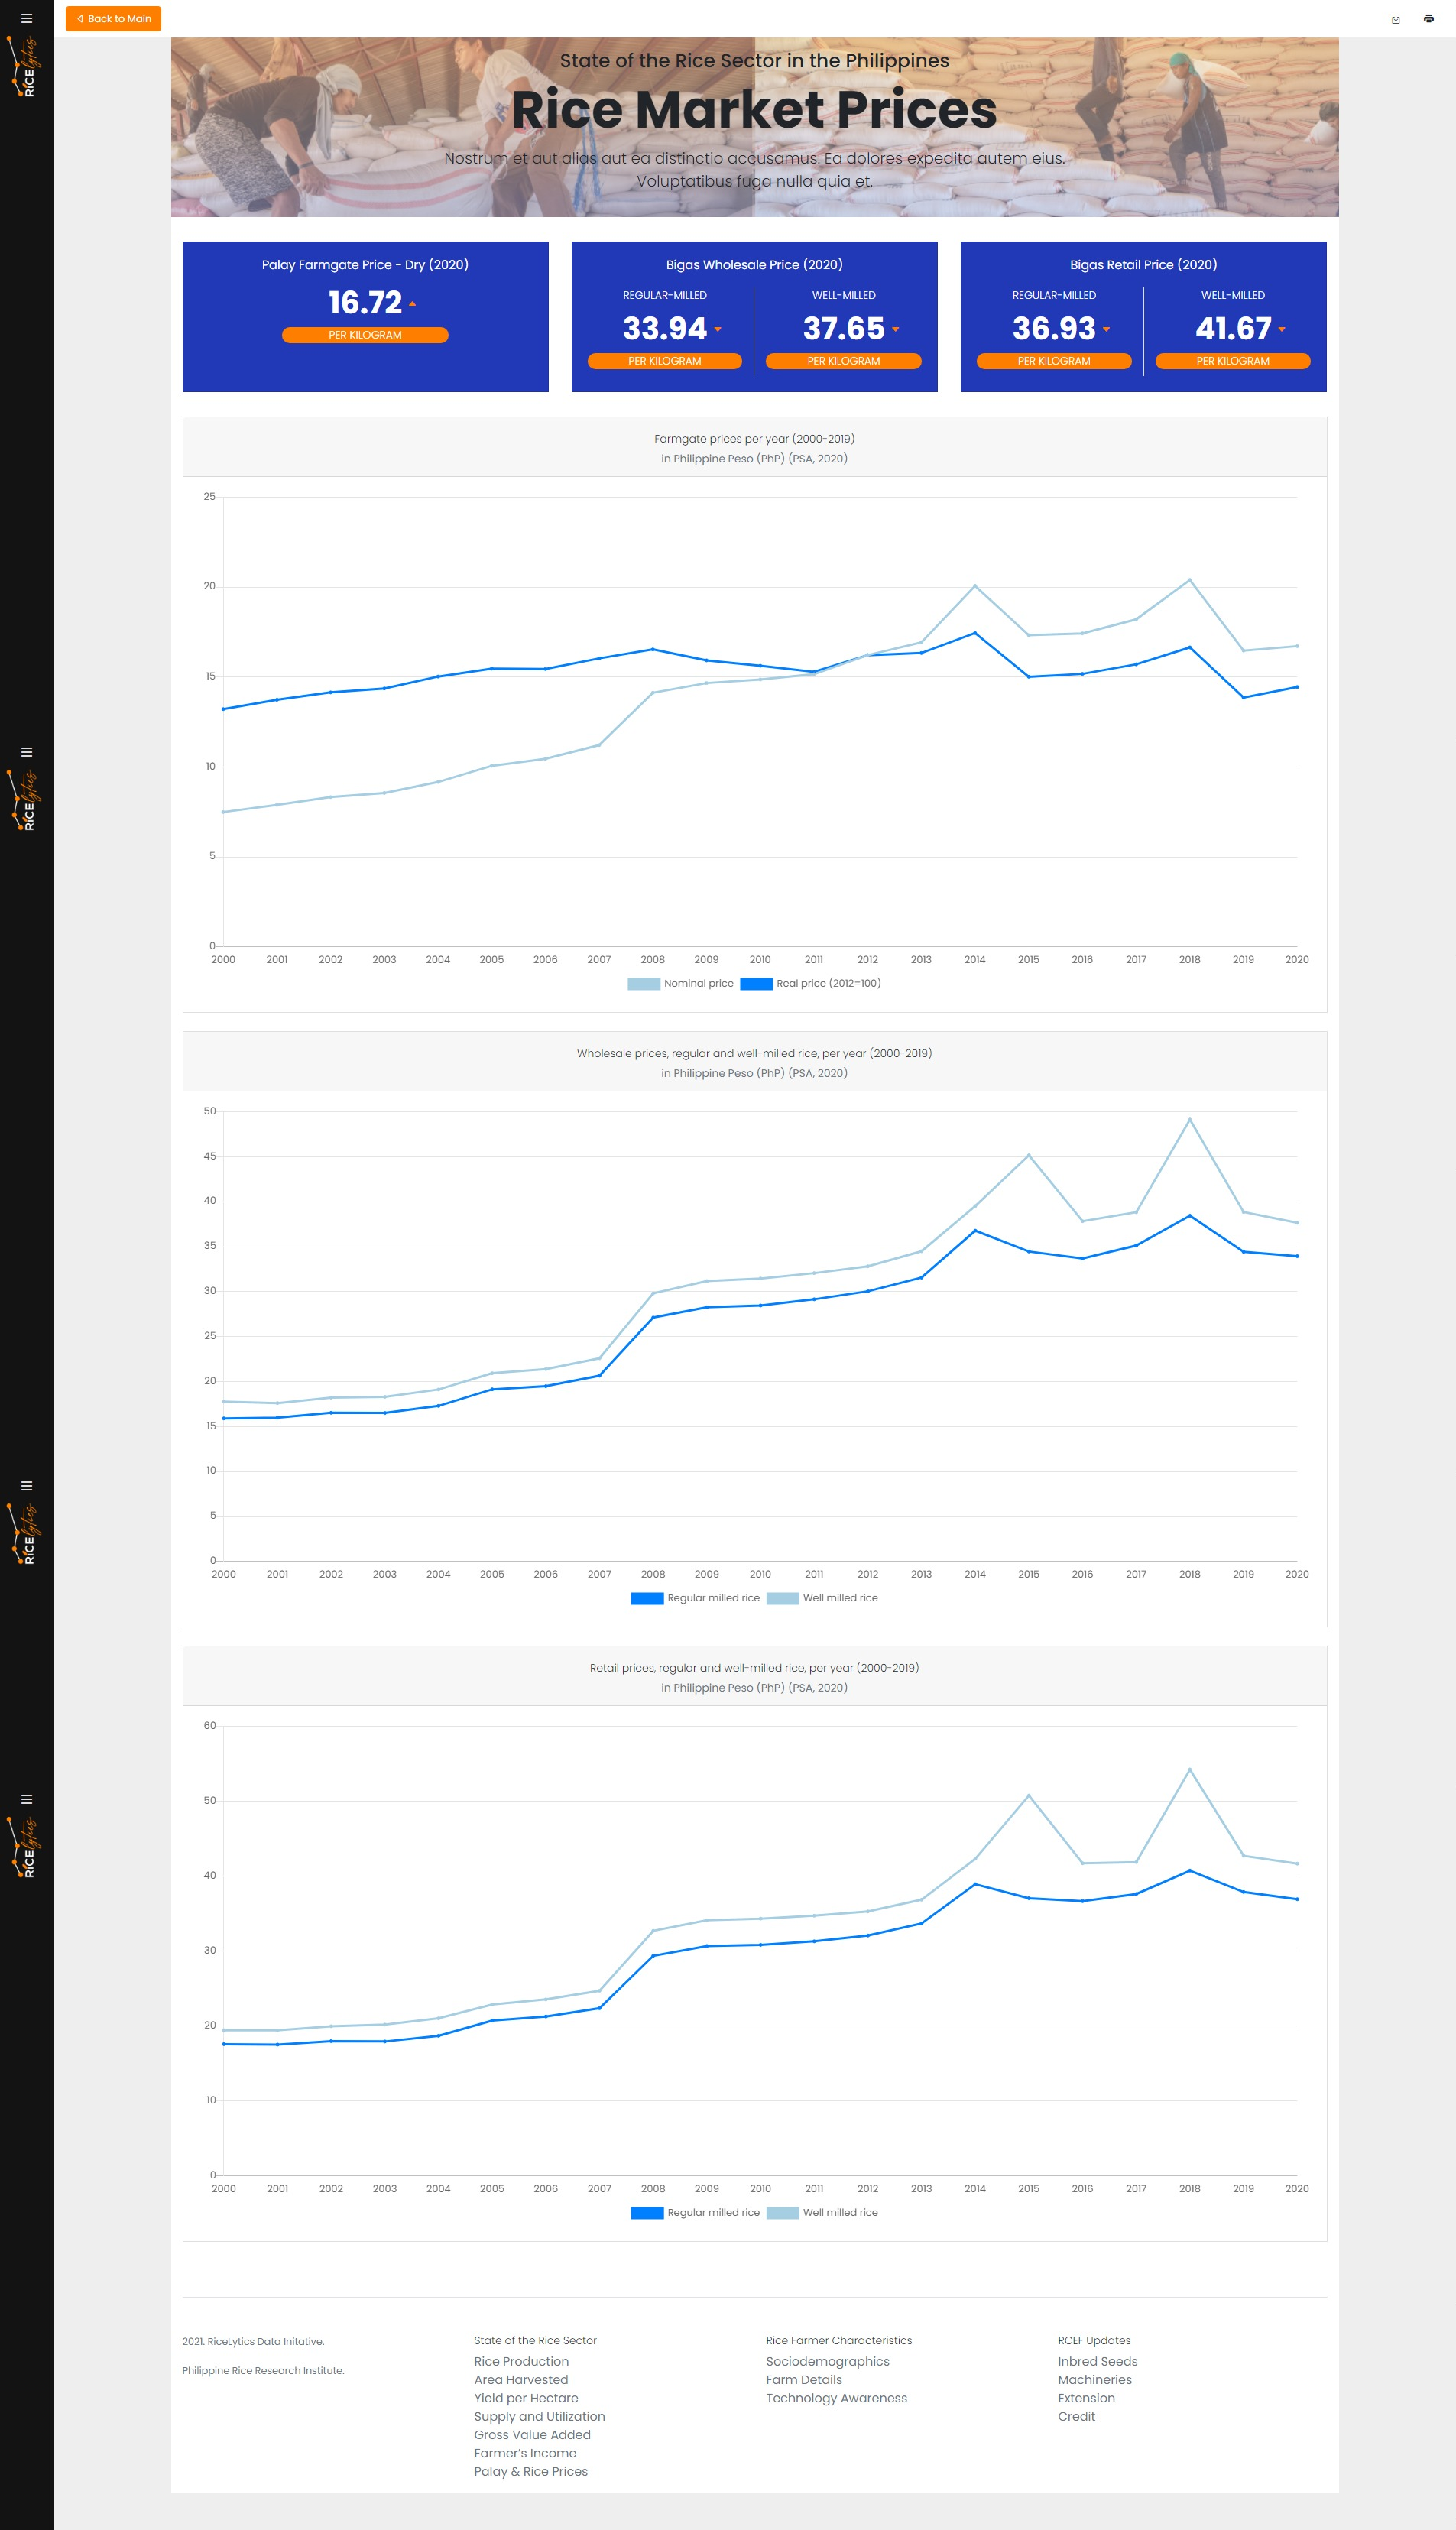 Back to Main
RICElytics
State of the Rice Sector in the Philippines
Rice Market Prices
Nostrum et aut alias aut ea distinctio accusamus. Ea dolores expedita autem eius.
Voluptatibus fuga nulla quia et.
Palay Farmgate Price - Dry (2020)
16.72
PER KILOGRAM
Bigas Wholesale Price (2020)
REGULAR-MILLED WELL-MILLED
33.94 37.65
PER KILOGRAM PER KILOGRAM
Bigas Retail Price (2020)
REGULAR-MILLED WELL-MILLED
36.93 41.67
PER KILOGRAM PER KILOGRAM
Farmgate prices per year (2000-2019)
in Philippine Peso (PhP) (PSA, 2020)
25
20
15
10
5
0
2000 2001 2002 2003 2004 2005 2006 2007 2008 2009 2010 2011 2012 2013 2014 2015 2016 2017 2018 2019 2020
Nominal price Real price (2012=100)
RICElytics
Wholesale prices, regular and well-milled rice, per year (2000-2019)
in Philippine Peso (PhP) (PSA, 2020)
50
45
40
35
30
25
20
15
10
5
0
2000 2001 2002 2003 2004 2005 2006 2007 2008 2009 2010 2011 2012 2013 2014 2015 2016 2017 2018 2019 2020
Regular milled rice Well milled rice
RICElytics
Retail prices, regular and well-milled rice, per year (2000-2019)
in Philippine Peso (PhP) (PSA, 2020)
60
50
40
30
20
10
0
2000 2001 2002 2003 2004 2005 2006 2007 2008 2009 2010 2011 2012 2013 2014 2015 2016 2017 2018 2019 2020
Regular milled rice Well milled rice
RICElytics
2021. RiceLytics Data Initative.
Philippine Rice Research Institute.
State of the Rice Sector
Rice Production
Area Harvested
Yield per Hectare
Supply and Utilization
Gross Value Added
Farmer's Income
Palay & Rice Prices
Rice Farmer Characteristics
Sociodemographics
Farm Details
Technology Awareness
RCEF Updates
Inbred Seeds
Machineries
Extension
Credit